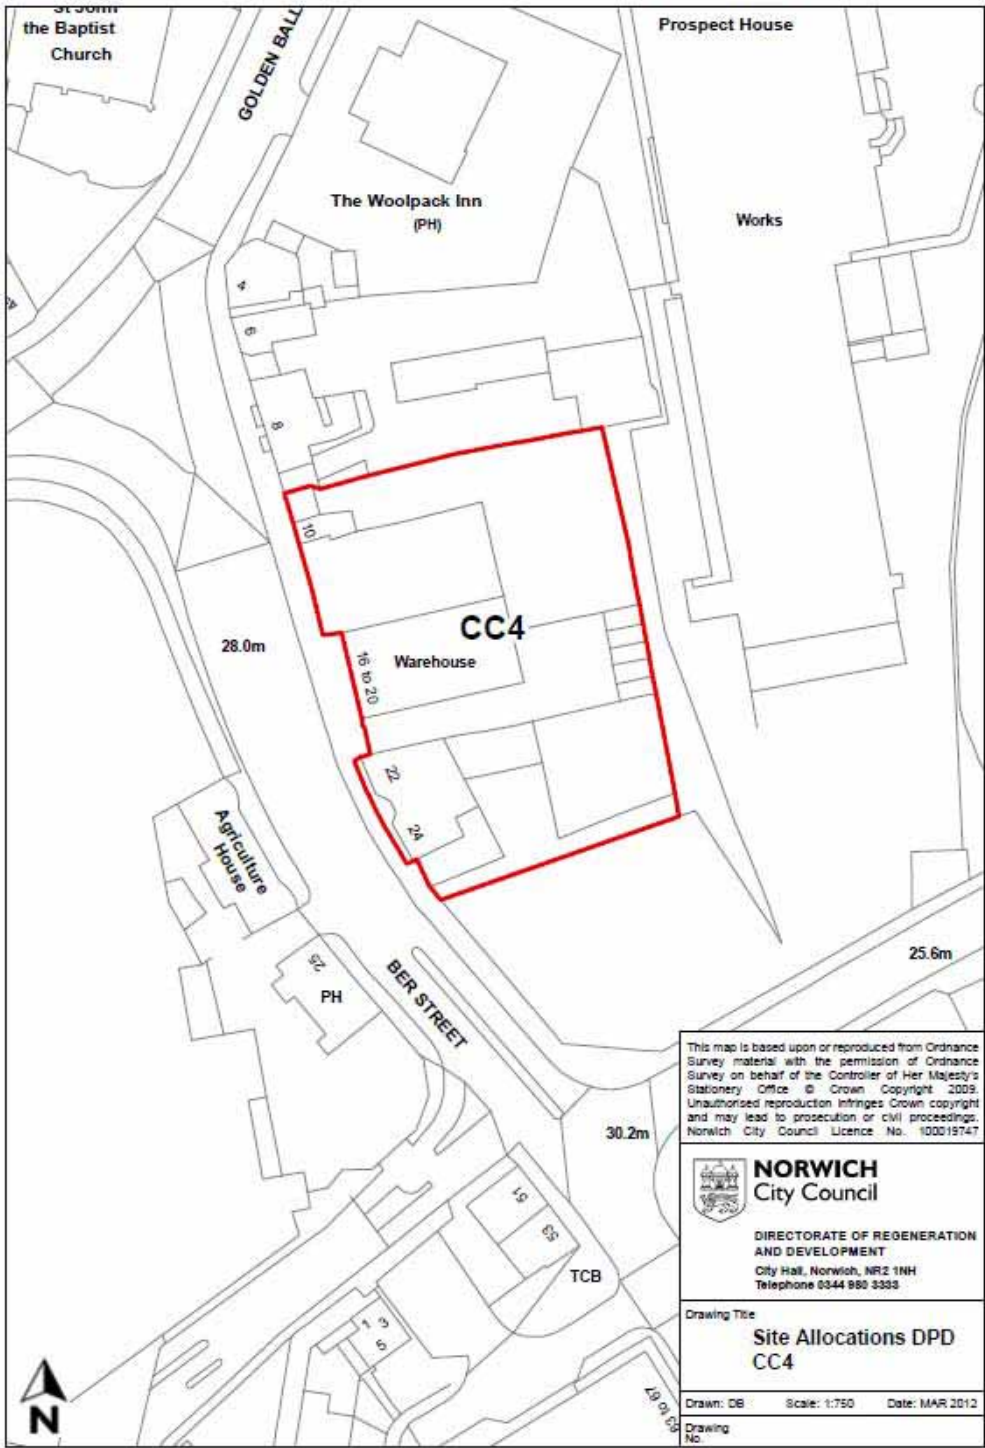 St John
the Baptist
Church
GOLDEN BALL
Prospect House
The Woolpack Inn
(PH)
Works
4
6
8
10
CC4
28.0m
Warehouse
16 to 20
22
24
Agriculture
House
25
PH
BER STREET
25.6m
30.2m
51
53
TCB
1 3
5
63 to 67
This map is based upon or reproduced from Ordnance
Survey material with the permission of Ordnance
Survey on behalf of the Controller of Her Majesty's
Stationery Office © Crown Copyright 2009.
Unauthorised reproduction infringes Crown copyright
and may lead to prosecution or civil proceedings.
Norwich City Council Licence No. 100019747
NORWICH
City Council
DIRECTORATE OF REGENERATION
AND DEVELOPMENT
City Hall, Norwich, NR2 1NH
Telephone 0344 980 3333
Drawing Title
Site Allocations DPD
CC4
Drawn: DB Scale: 1:750 Date: MAR 2012
Drawing
No.
N